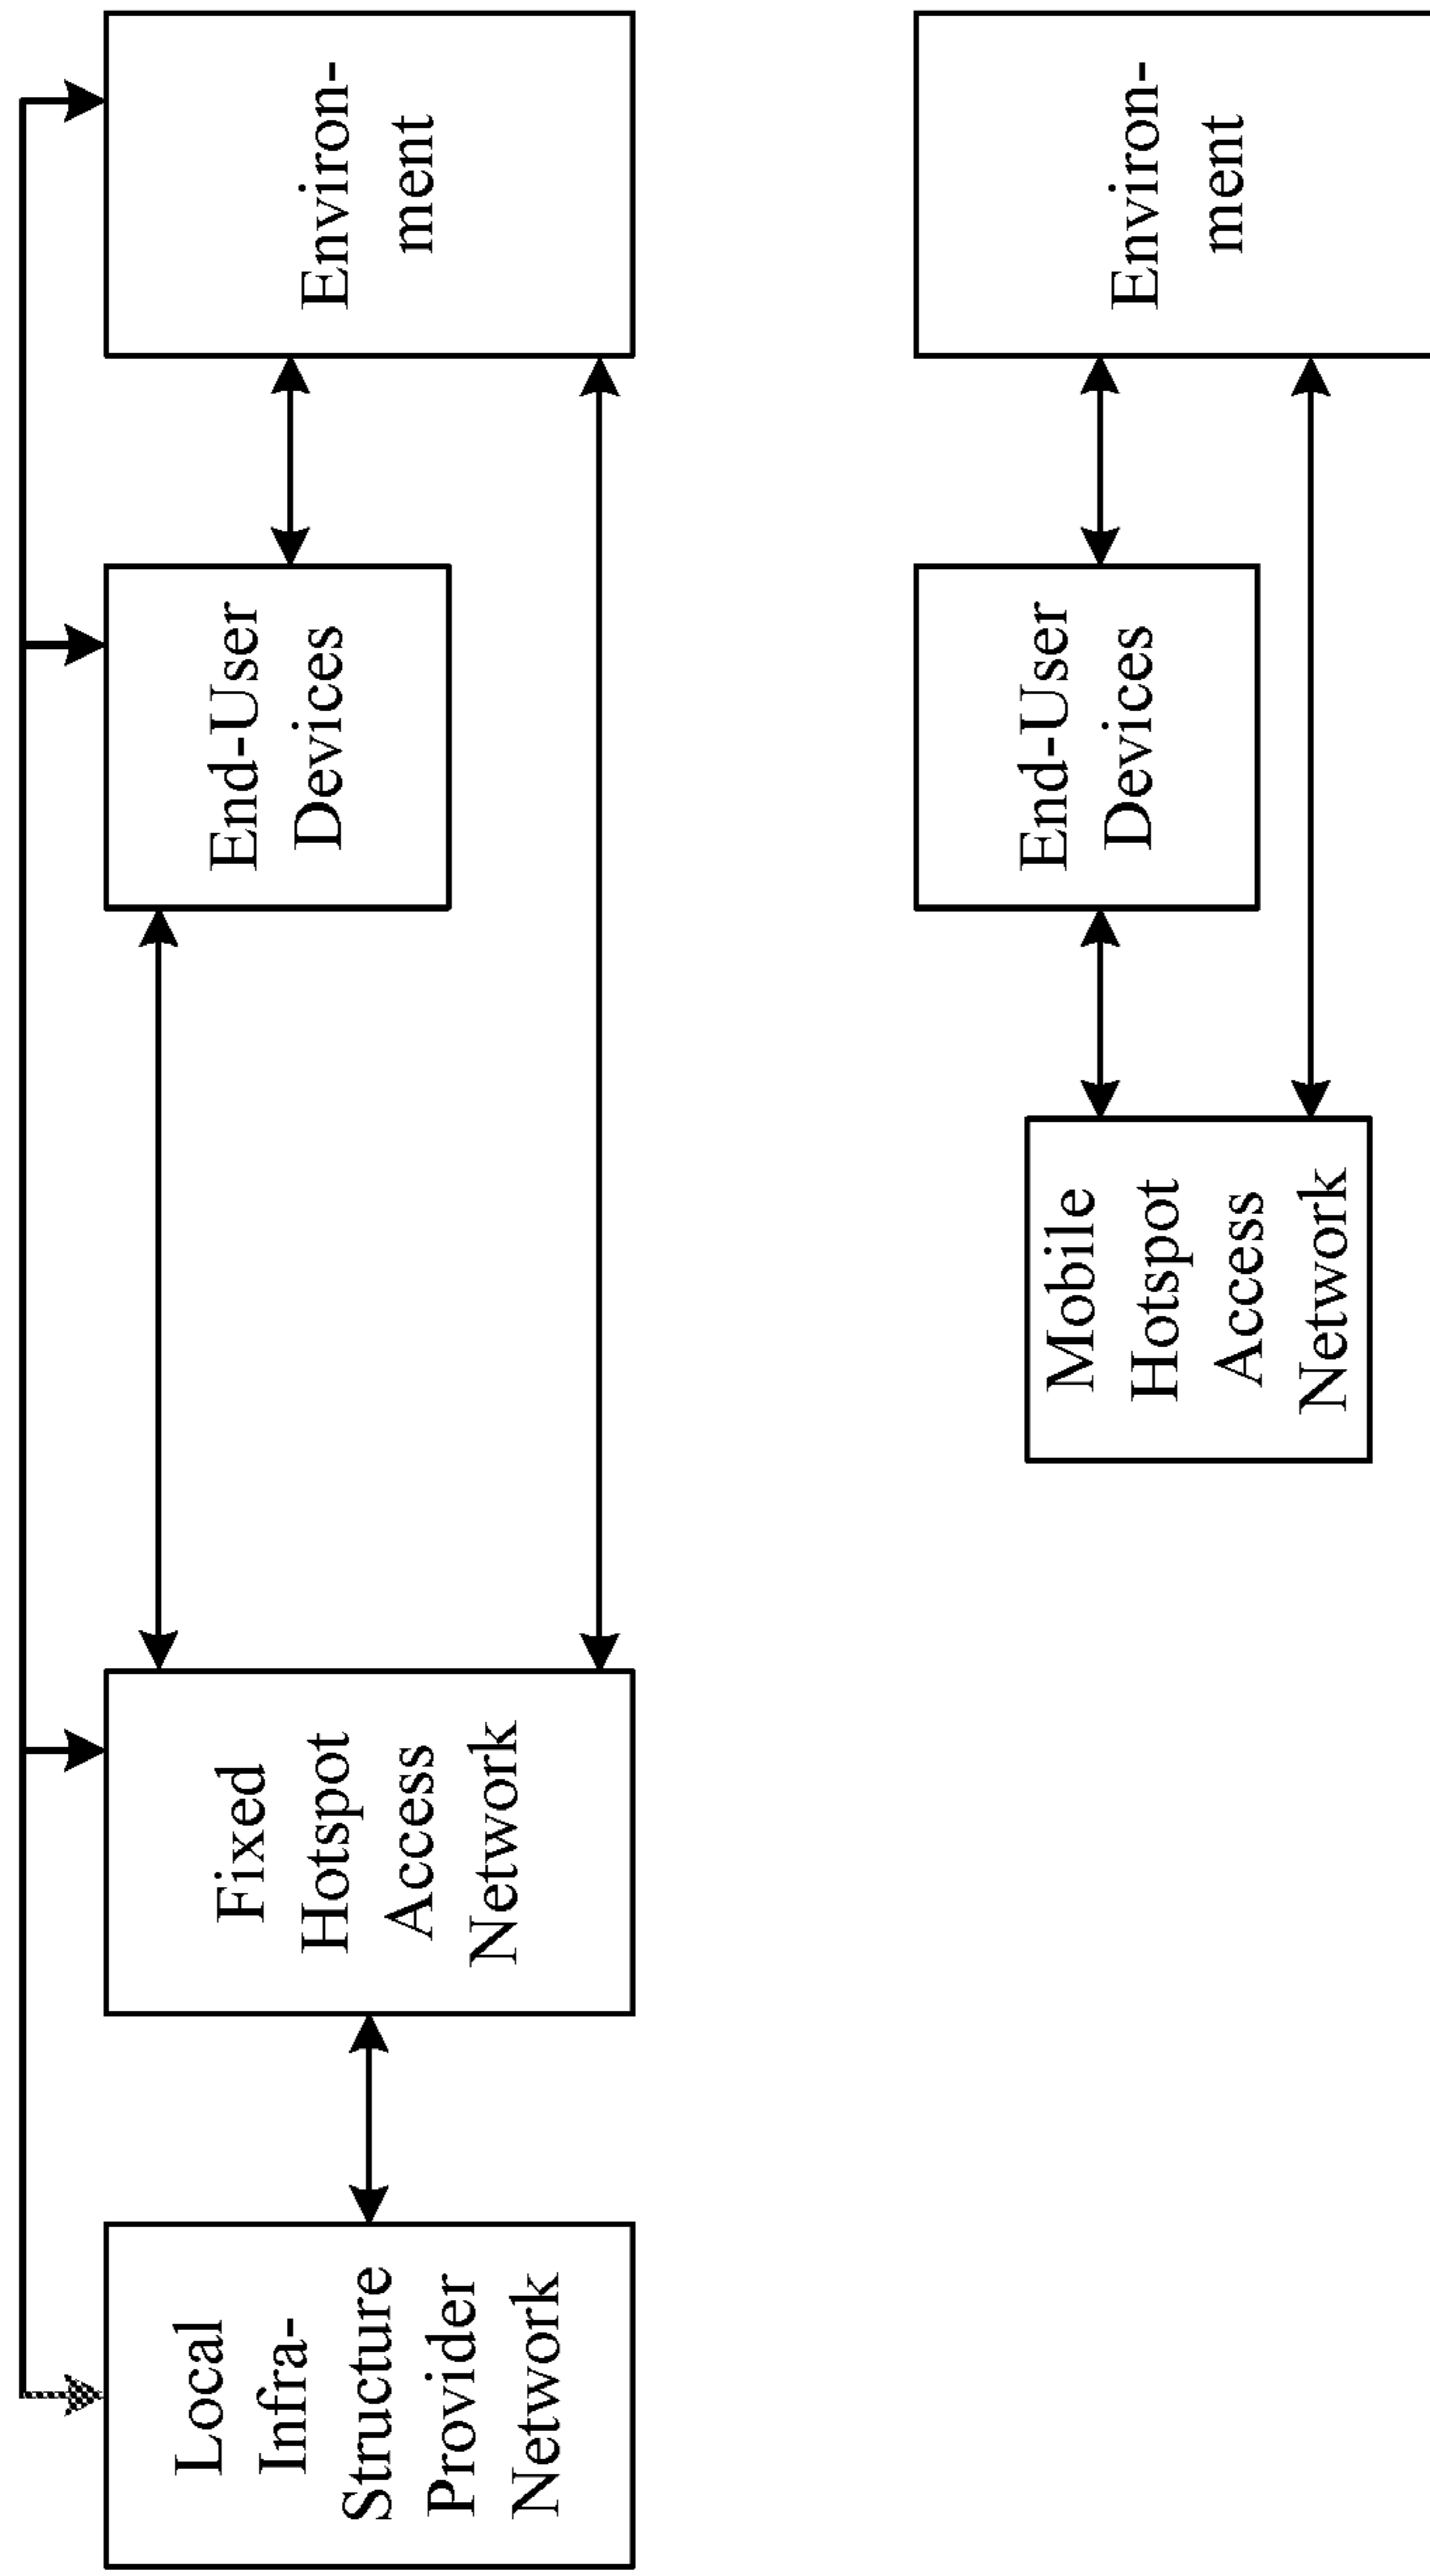 Local
Infra-
Structure
Provider
Network
Fixed
Hotspot
Access
Network
End-User
Devices
Environ-
ment
Mobile
Hotspot
Access
Network
End-User
Devices
Environ-
ment